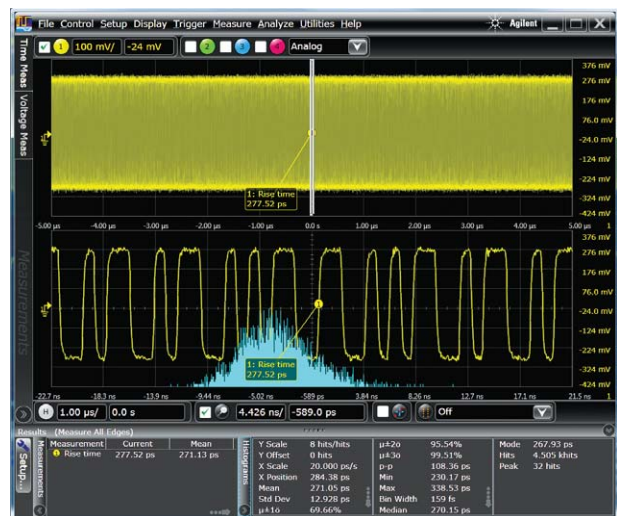 File Control Setup Display Trigger Measure Analyze Utilities Help
Agilent
1 100 mV/ -24 mV 2 3 4 Analog
Time Meas
Voltage Meas
Measurements
376 mV
276 mV
176 mV
76.0 mV
-24.0 mV
-124 mV
-224 mV
-324 mV
-424 mV
1: Rise time
277.52 ps
-5.00 µs -4.00 µs -3.00 µs -2.00 µs -1.00 µs 0.0 s 1.00 µs 2.00 µs 3.00 µs 4.00 µs 5.00 µs 1
376 mV
276 mV
176 mV
76.0 mV
-24.0 mV
-124 mV
-224 mV
-324 mV
-424 mV
1
1: Rise time
277.52 ps
-22.7 ns -18.3 ns -13.9 ns -9.44 ns -5.02 ns -589 ps 3.84 ns 8.26 ns 12.7 ns 17.1 ns 21.5 ns 1
H 1.00 µs/ 0.0 s 4.426 ns/ -589.0 ps Off
Results (Measure All Edges)
Setup...
Measurements
Measurement Current Mean
1 Rise time 277.52 ps 271.13 ps
Histograms
Y Scale 8 hits/hits µ±2σ 95.54% Mode 267.93 ps
Y Offset 0 hits µ±3σ 99.51% Hits 4.505 khits
X Scale 20.000 ps/s p-p 108.36 ps Peak 32 hits
X Position 284.38 ps Min 230.17 ps
Mean 271.05 ps Max 338.53 ps
Std Dev 12.928 ps Bin Width 159 fs
µ±1σ 69.66% Median 270.15 ps